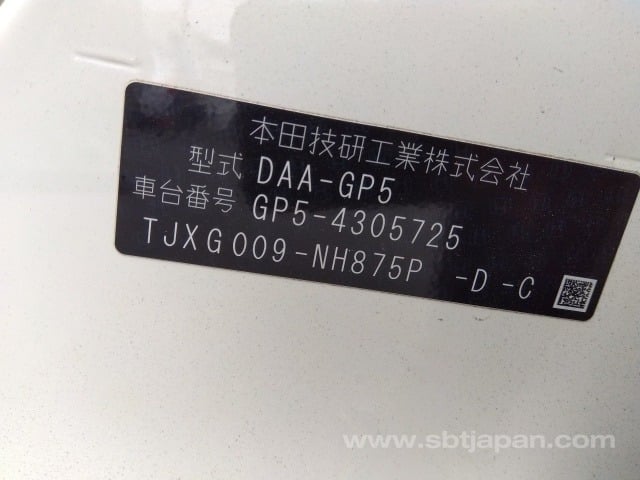 本田技研工業株式会社
型式 DAA-GP5
車台番号 GP5-4305725
TJXG009-NH875P -D -C
www.sbtjapan.com